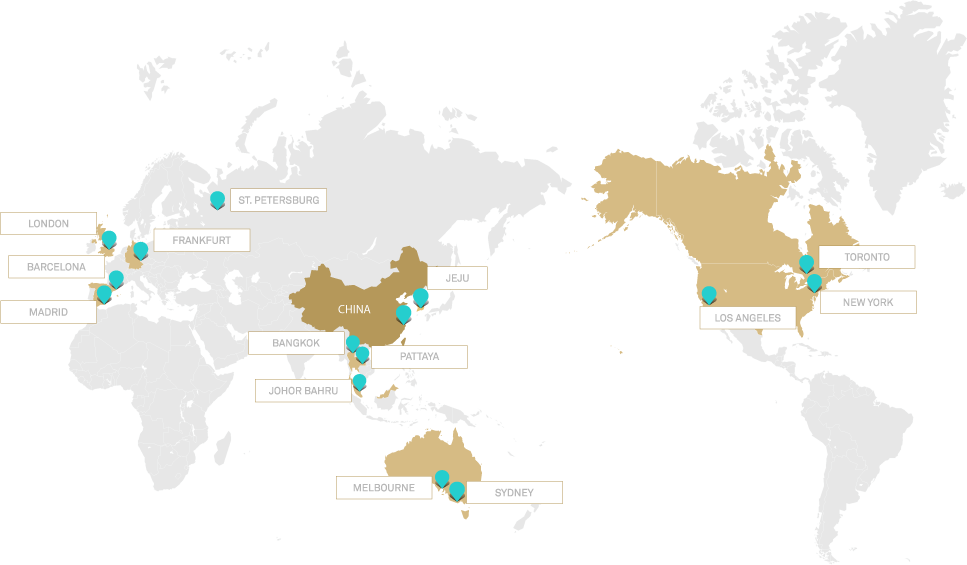 ST. PETERSBURG
LONDON
FRANKFURT
BARCELONA
JEJU
TORONTO
MADRID
CHINA
NEW YORK
LOS ANGELES
BANGKOK
PATTAYA
JOHOR BAHRU
MELBOURNE
SYDNEY